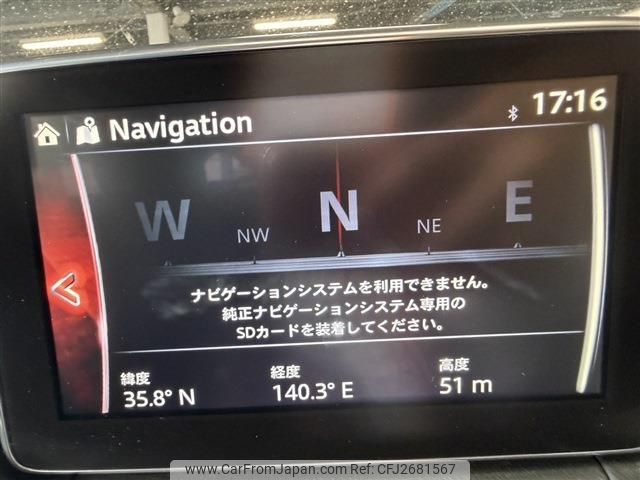 Navigation
17:16
W NW N NE E
ナビゲーションシステムを利用できません。
純正ナビゲーションシステム専用の
SDカードを装着してください。
緯度 経度 高度
35.8° N 140.3° E 51 m
www.CarFromJapan.com | ID CFJ2681567